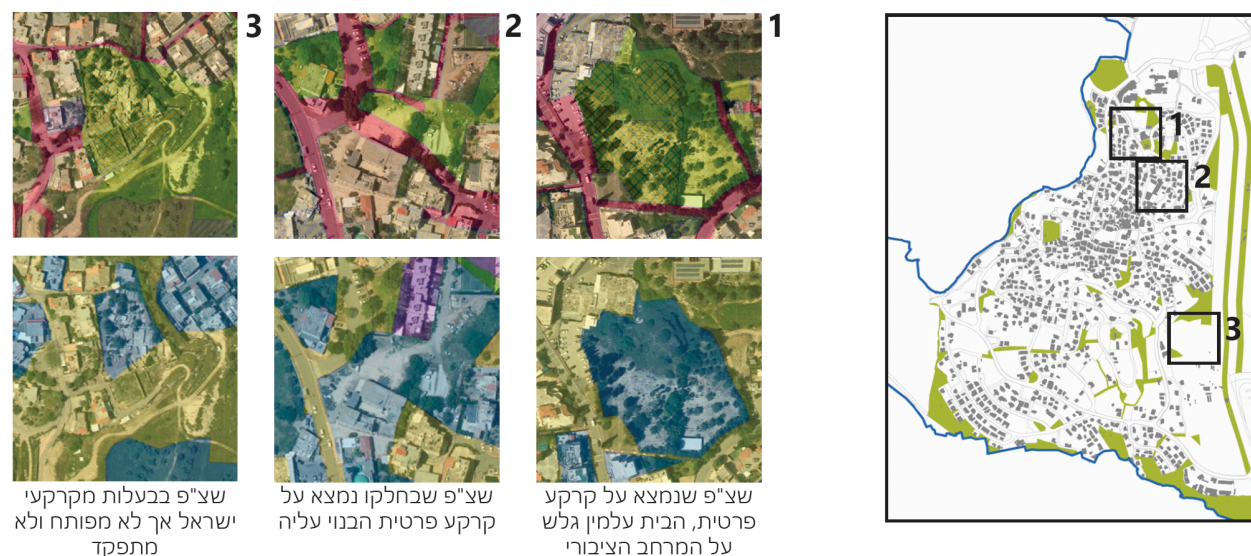 1
2
3
1
2
3
שצ"פ שנמצא על קרקע
פרטית, הבית עלמין גלש
על המרחב הציבורי
שצ"פ שבחלקו נמצא על
קרקע פרטית הבנוי עליה
שצ"פ בבעלות מקרקעי
ישראל אך לא מפותח ולא
מתפקד